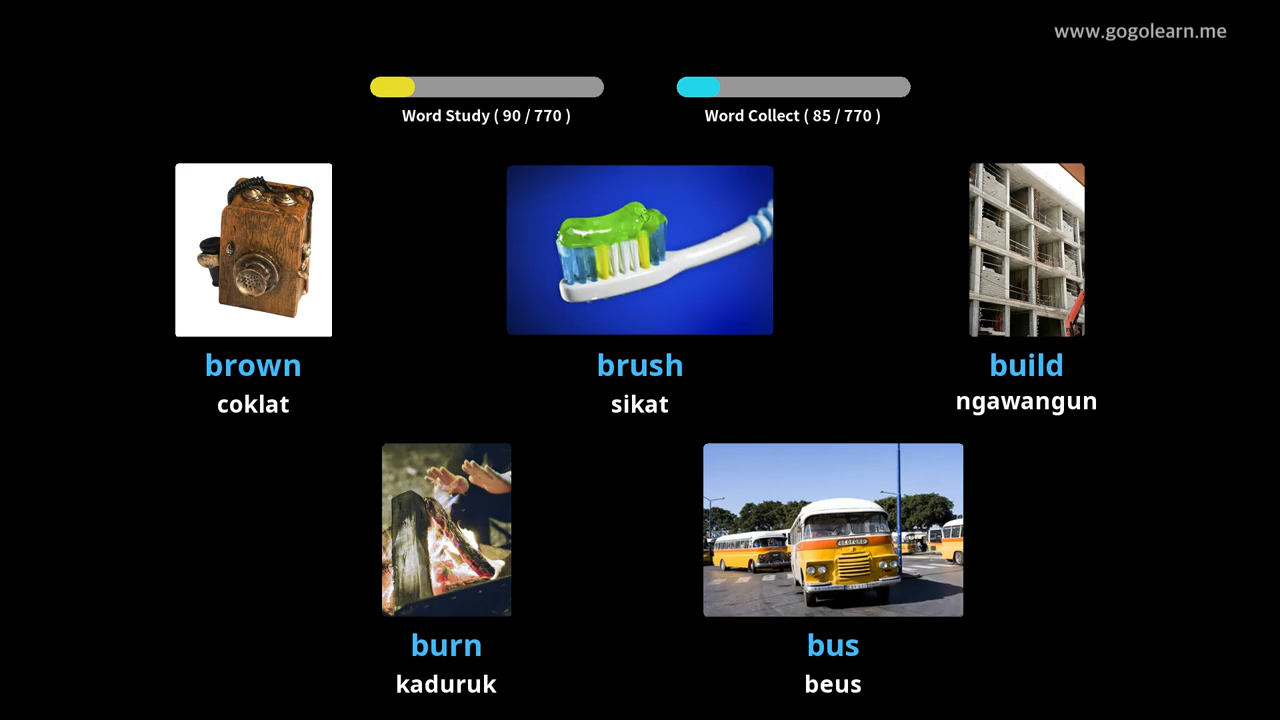 www.gogolearn.me
Word Study ( 90 / 770 )
Word Collect ( 85 / 770 )
brown
brush
build
coklat
sikat
ngawangun
BEDFORD
burn
bus
kaduruk
beus